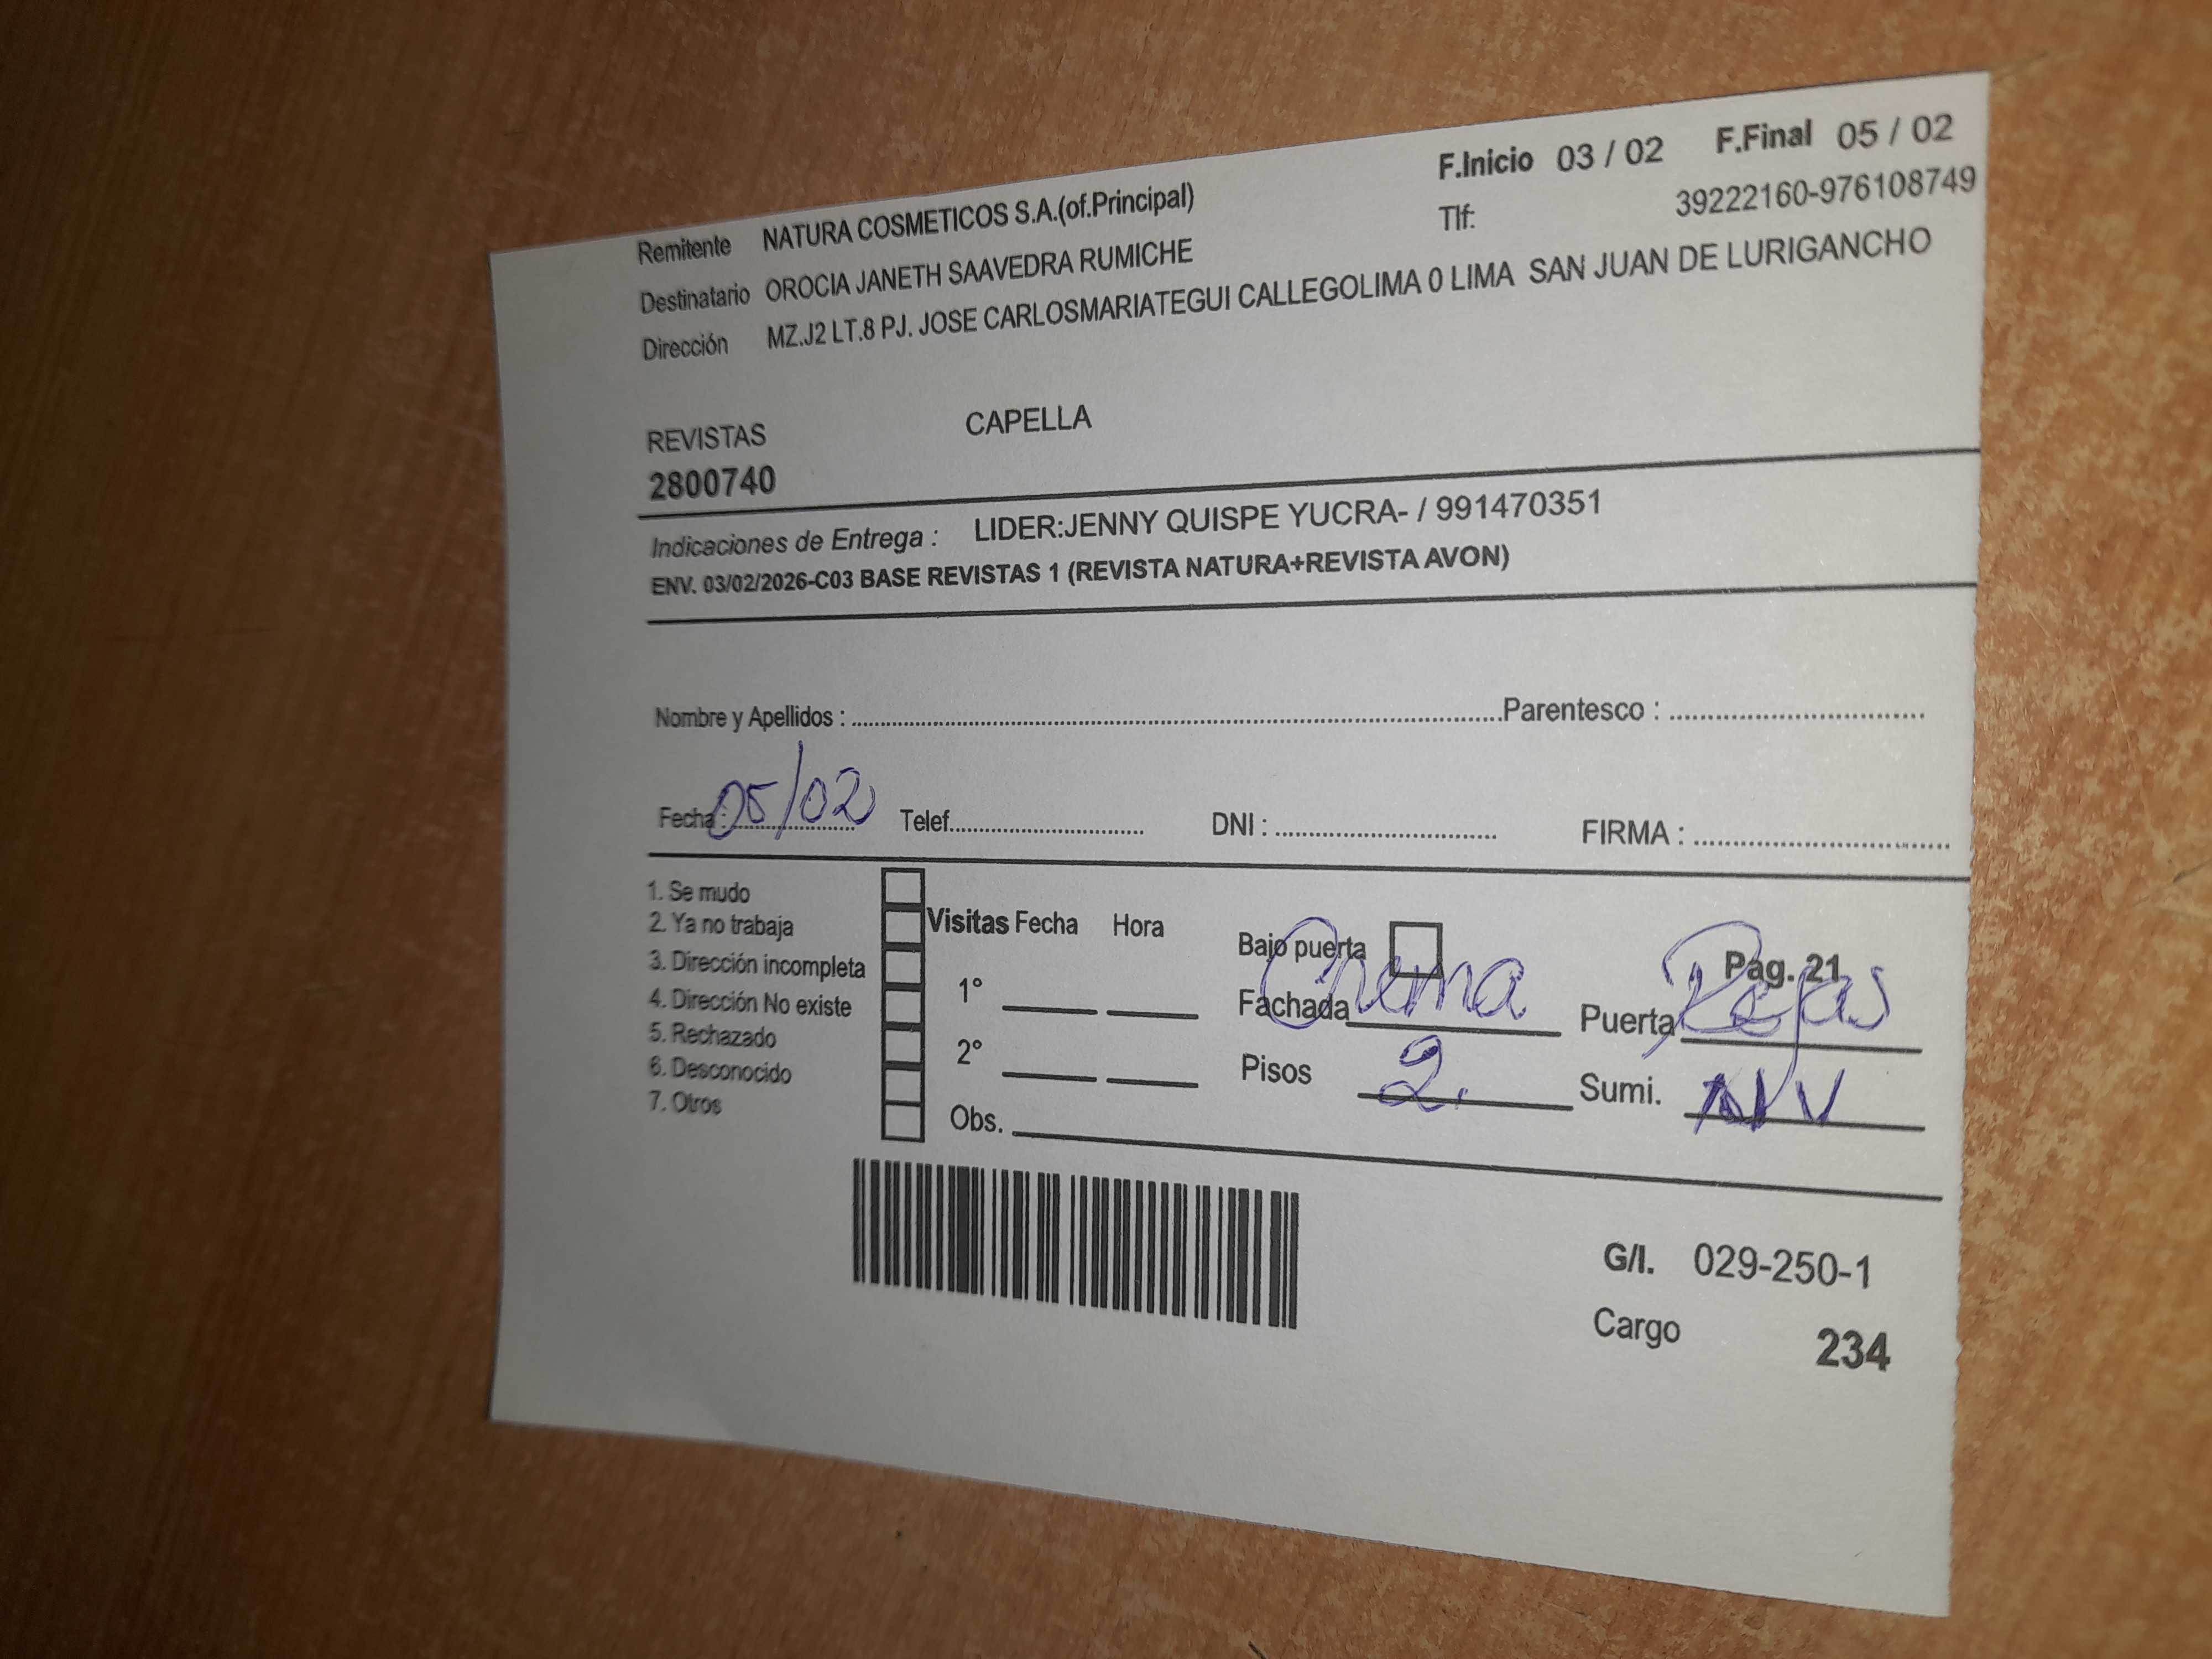 F.Inicio 03 / 02 F.Final 05 / 02
Remitente NATURA COSMETICOS S.A.(of.Principal) Tlf: 39222160-976108749
Destinatario OROCIA JANETH SAAVEDRA RUMICHE
Dirección MZ.J2 LT.8 PJ. JOSE CARLOSMARIATEGUI CALLEGOLIMA 0 LIMA SAN JUAN DE LURIGANCHO
REVISTAS CAPELLA
2800740
Indicaciones de Entrega : LIDER:JENNY QUISPE YUCRA- / 991470351
ENV. 03/02/2026-C03 BASE REVISTAS 1 (REVISTA NATURA+REVISTA AVON)
Nombre y Apellidos : Parentesco :
Fecha : 05/02 Telef. DNI : FIRMA :
1. Se mudo
2. Ya no trabaja
3. Dirección incompleta
4. Dirección No existe
5. Rechazado
6. Desconocido
7. Otros
Visitas Fecha Hora
1°
2°
Obs.
Bajo puerta Pag. 21
Fachada Crema Puerta Rejas
Pisos 2. Sumi. N/V
G/I. 029-250-1
Cargo 234